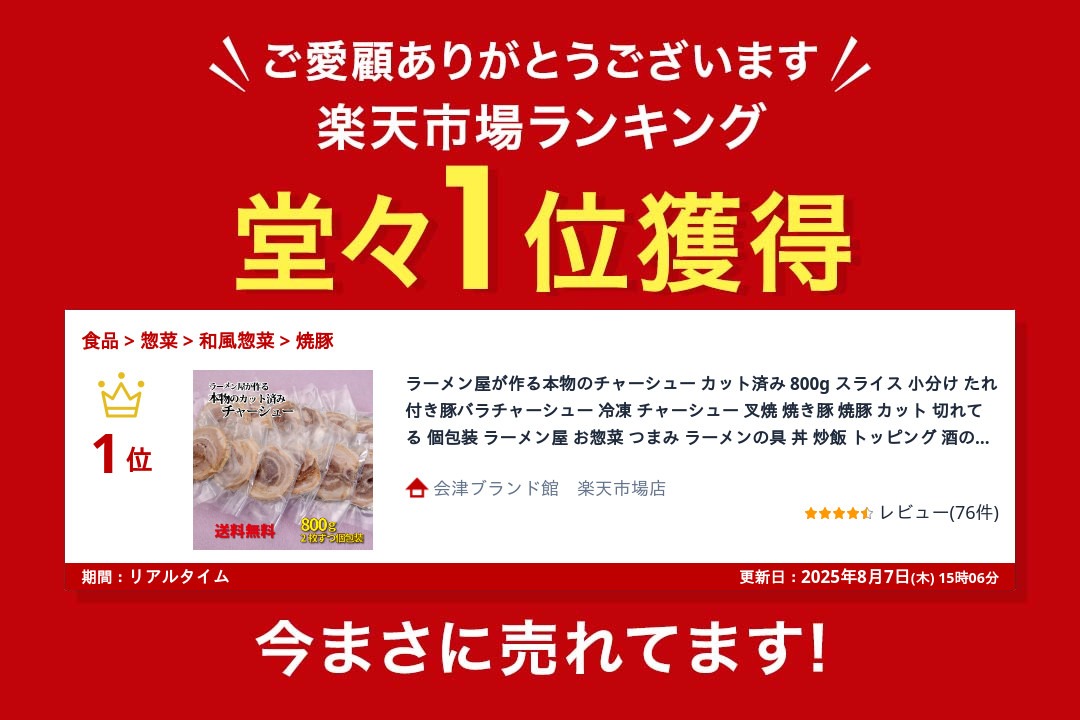 ご愛顧ありがとうございます
楽天市場ランキング
堂々1位獲得
食品 > 惣菜 > 和風惣菜 > 焼豚
1位
ラーメン屋が作る
本物のカット済み
チャーシュー
送料無料
800g
2枚ずつ個包装
ラーメン屋が作る本物のチャーシュー カット済み 800g スライス 小分け たれ
付き豚バラチャーシュー 冷凍 チャーシュー 叉焼 焼き豚 焼豚 カット 切れて
る 個包装 ラーメン屋 お惣菜 つまみ ラーメンの具 丼 炒飯 トッピング 酒の...
会津ブランド館 楽天市場店
レビュー(76件)
期間：リアルタイム
更新日：2025年8月7日(木) 15時06分
今まさに売れてます!